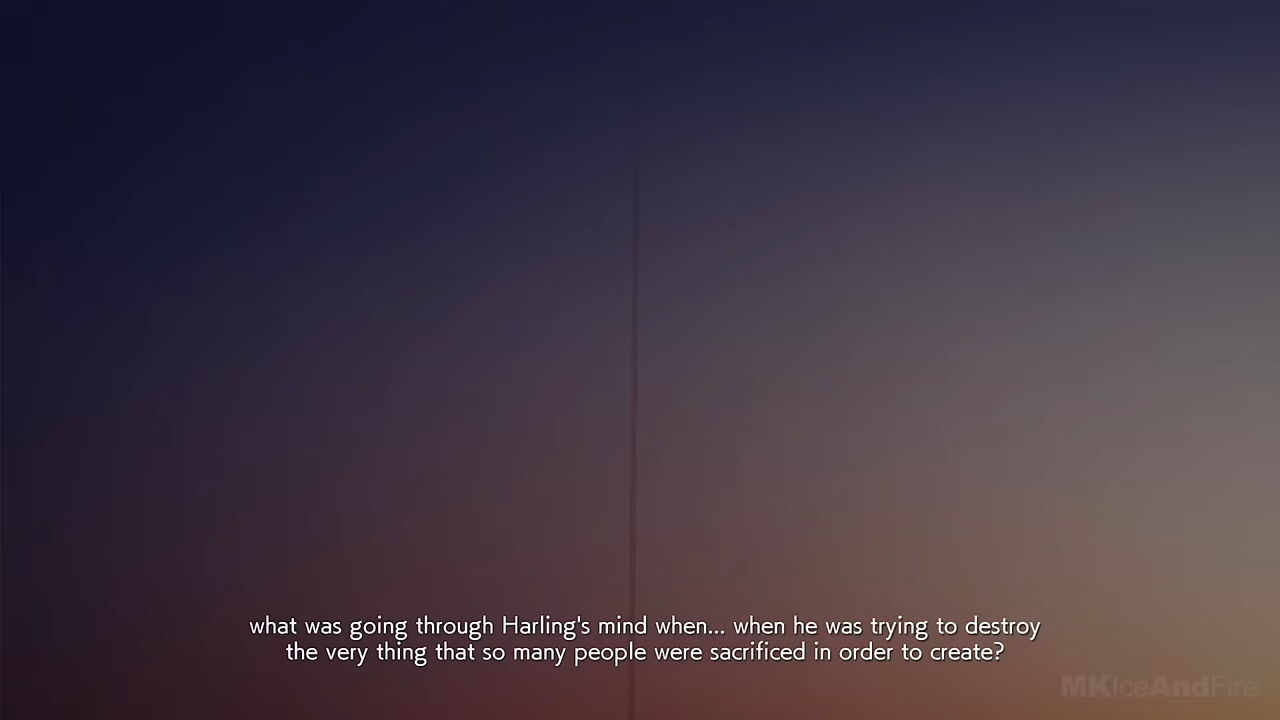 what was going through Harling's mind when... when he was trying to destroy
the very thing that so many people were sacrificed in order to create?
MKIceAndFire